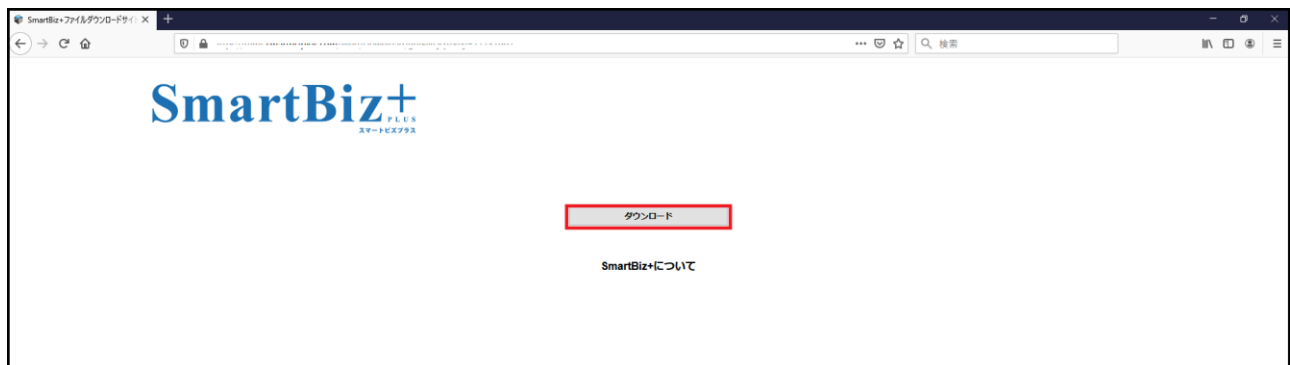 SmartBiz+ファイルダウンロードサイト
検索
SmartBiz+
PLUS
スマートビズプラス
ダウンロード
SmartBiz+について